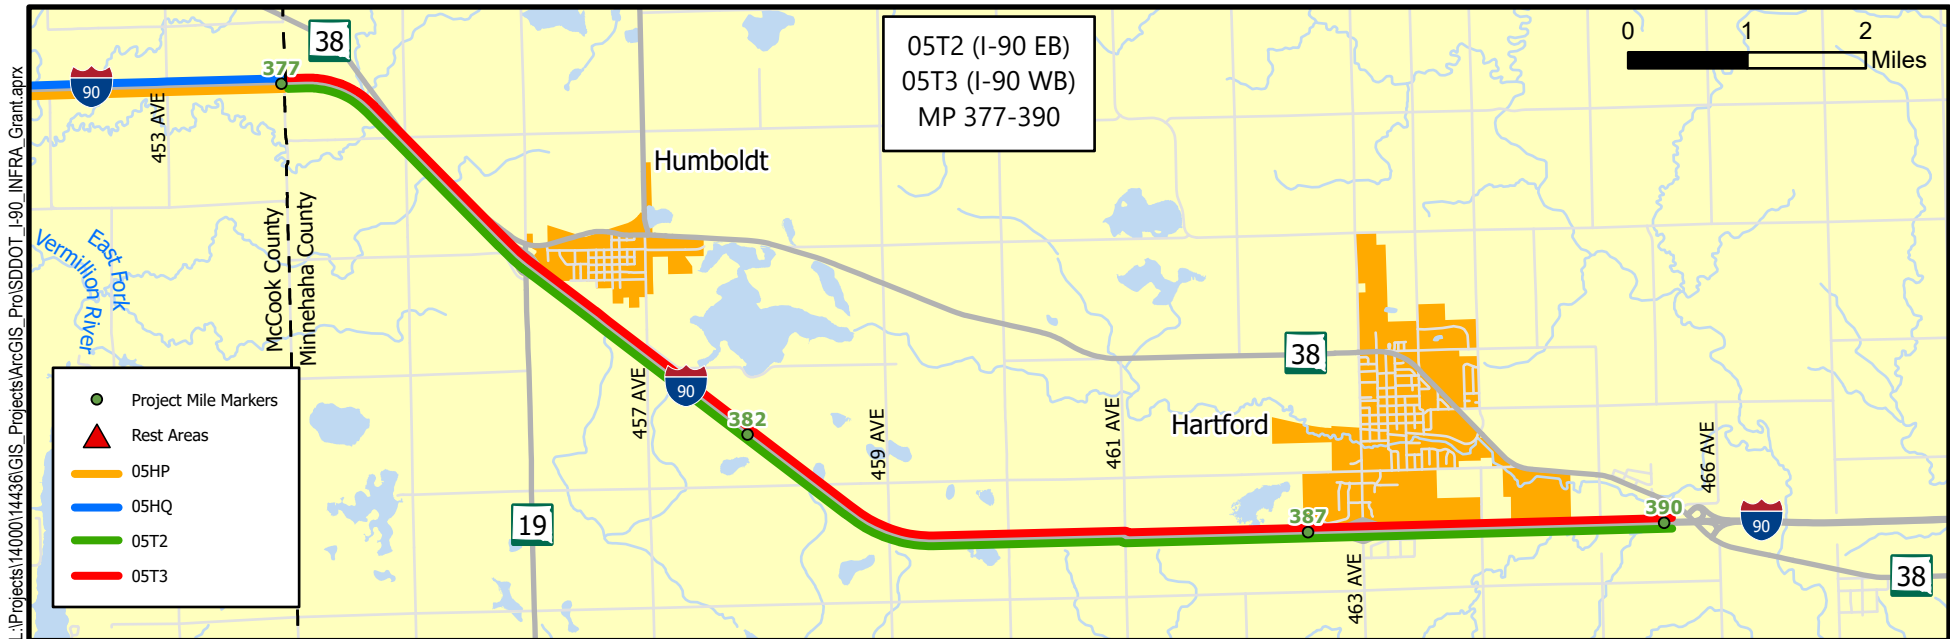 L:\Projects\14000\14436\GIS_Projects\ArcGIS_Pro\SDDOT_I-90_INFRA_Grant.aprx
38
05T2 (I-90 EB)
05T3 (I-90 WB)
MP 377-390
0 1 2
Miles
377
90
453 AVE
Humboldt
McCook County
Minnehaha County
East Fork
Vermillion River
38
457 AVE
90
382
459 AVE
461 AVE
Hartford
466 AVE
19
387
390
90
463 AVE
38
Project Mile Markers
Rest Areas
05HP
05HQ
05T2
05T3